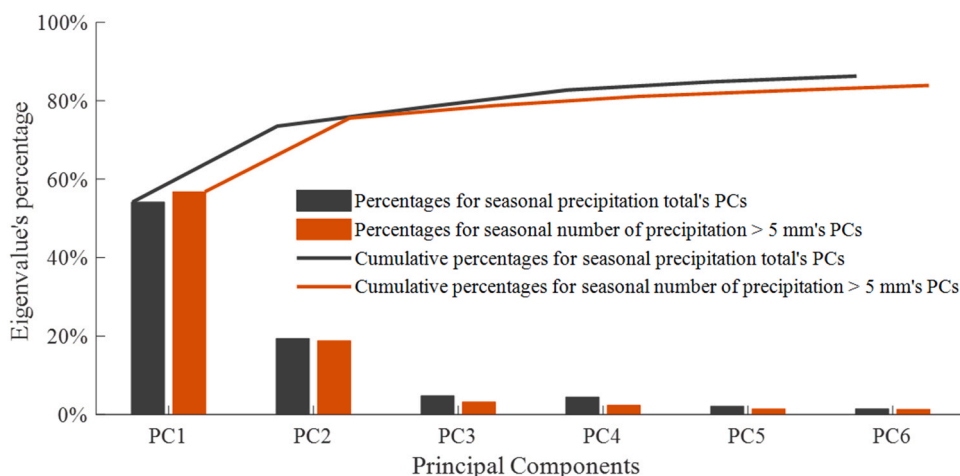 100%
80%
60%
40%
20%
0%
Eigenvalue's percentage
Percentages for seasonal precipitation total's PCs
Percentages for seasonal number of precipitation > 5 mm's PCs
Cumulative percentages for seasonal precipitation total's PCs
Cumulative percentages for seasonal number of precipitation > 5 mm's PCs
PC1 PC2 PC3 PC4 PC5 PC6
Principal Components